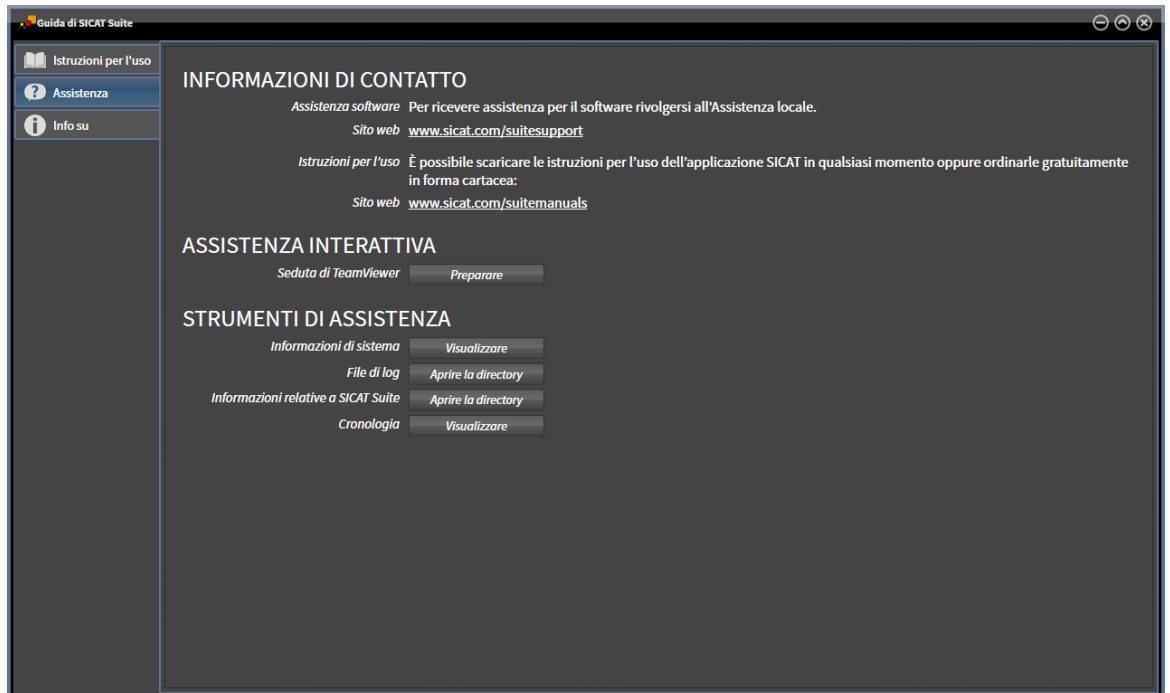 Guida di SICAT Suite
Istruzioni per l'uso
Assistenza
Info su
INFORMAZIONI DI CONTATTO
Assistenza software Per ricevere assistenza per il software rivolgersi all'Assistenza locale.
Sito web www.sicat.com/suitesupport
Istruzioni per l'uso È possibile scaricare le istruzioni per l'uso dell'applicazione SICAT in qualsiasi momento oppure ordinarle gratuitamente
in forma cartacea:
Sito web www.sicat.com/suitemanuals
ASSISTENZA INTERATTIVA
Seduta di TeamViewer Preparare
STRUMENTI DI ASSISTENZA
Informazioni di sistema Visualizzare
File di log Aprire la directory
Informazioni relative a SICAT Suite Aprire la directory
Cronologia Visualizzare